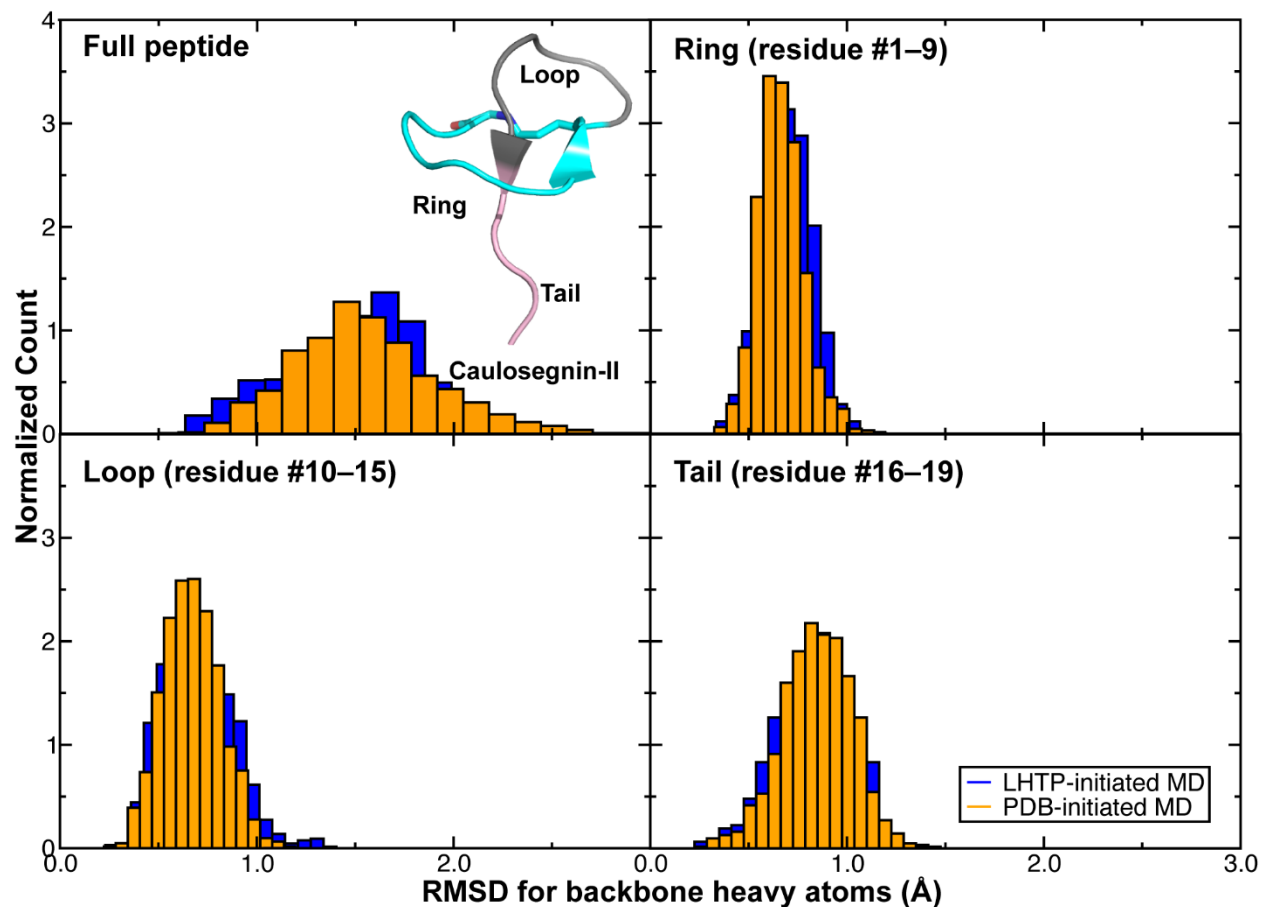 Full peptide
Loop
Ring
Tail
Caulosegnin-II
Ring (residue #1–9)
Loop (residue #10–15)
Tail (residue #16–19)
LHTP-initiated MD
PDB-initiated MD
Normalized Count
4
3
2
1
0
3
2
1
0
0.0 1.0 2.0 1.0 2.0 3.0
RMSD for backbone heavy atoms (Å)